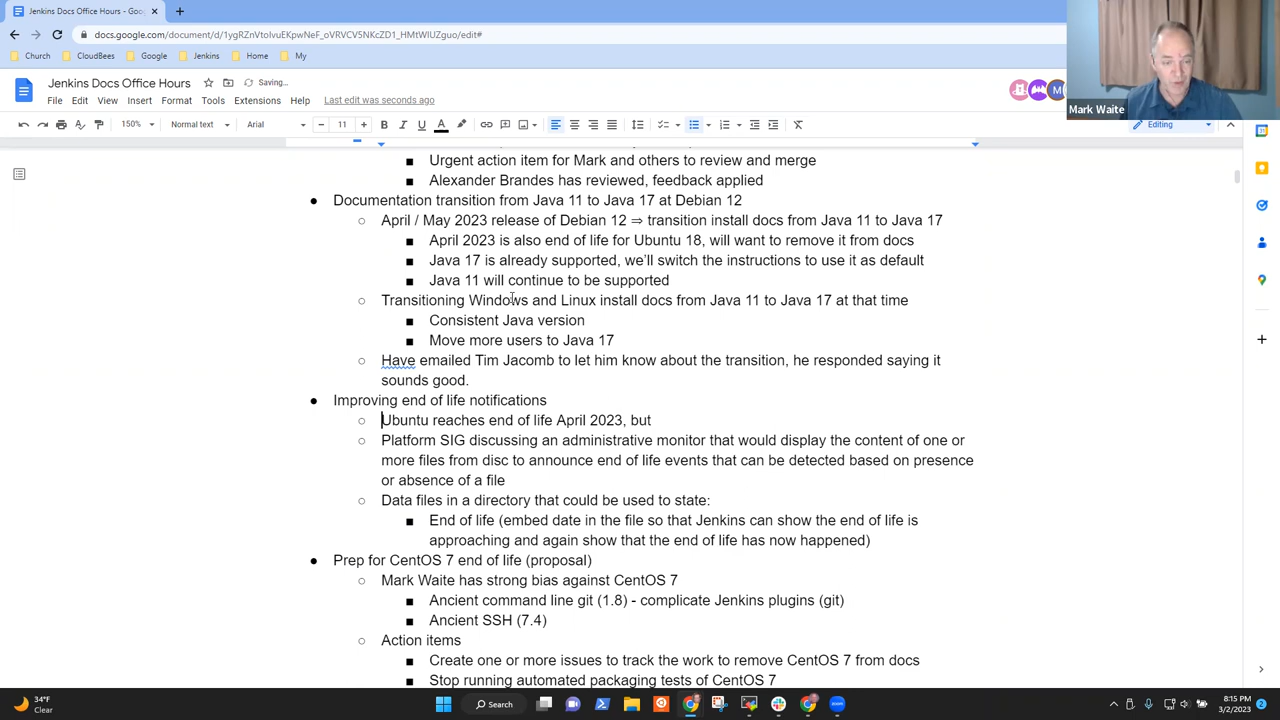 Jenkins Docs Office Hours - Goo
docs.google.com/document/d/1ygRZnVtoIvuEKpwNeF_oVRVCV5NKcZD1_HMtWIUZguo/edit#
Church
CloudBees
Google
Jenkins
Home
My
Jenkins Docs Office Hours
Saving...
File Edit View Insert Format Tools Extensions Help Last edit was seconds ago
150% Normal text Arial 11 Editing
Mark Waite
■ Urgent action item for Mark and others to review and merge
■ Alexander Brandes has reviewed, feedback applied
● Documentation transition from Java 11 to Java 17 at Debian 12
○ April / May 2023 release of Debian 12 ⇒ transition install docs from Java 11 to Java 17
■ April 2023 is also end of life for Ubuntu 18, will want to remove it from docs
■ Java 17 is already supported, we'll switch the instructions to use it as default
■ Java 11 will continue to be supported
○ Transitioning Windows and Linux install docs from Java 11 to Java 17 at that time
■ Consistent Java version
■ Move more users to Java 17
○ Have emailed Tim Jacomb to let him know about the transition, he responded saying it
sounds good.
● Improving end of life notifications
○ Ubuntu reaches end of life April 2023, but
○ Platform SIG discussing an administrative monitor that would display the content of one or
more files from disc to announce end of life events that can be detected based on presence
or absence of a file
○ Data files in a directory that could be used to state:
■ End of life (embed date in the file so that Jenkins can show the end of life is
approaching and again show that the end of life has now happened)
● Prep for CentOS 7 end of life (proposal)
○ Mark Waite has strong bias against CentOS 7
■ Ancient command line git (1.8) - complicate Jenkins plugins (git)
■ Ancient SSH (7.4)
○ Action items
■ Create one or more issues to track the work to remove CentOS 7 from docs
■ Stop running automated packaging tests of CentOS 7
34°F
Clear
Search
8:15 PM
3/2/2023